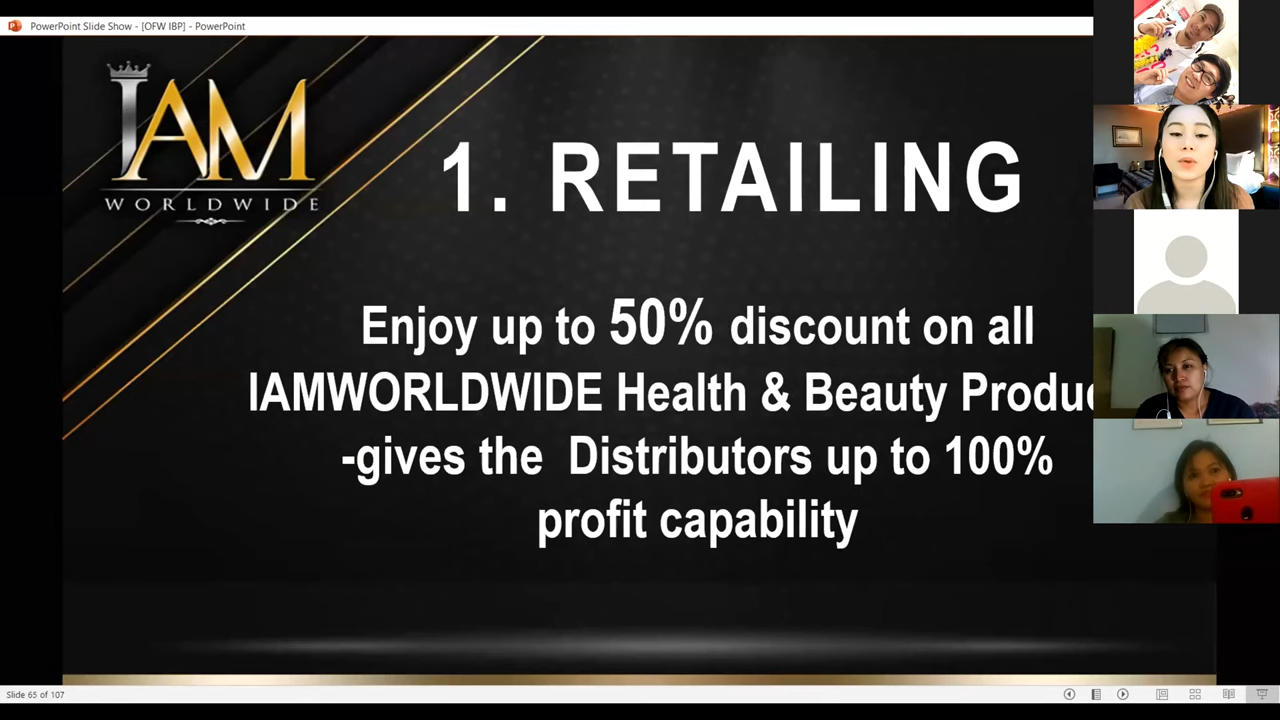 PowerPoint Slide Show - [OFW IBP] - PowerPoint
IAM
WORLDWIDE
1. RETAILING
Enjoy up to 50% discount on all
IAMWORLDWIDE Health & Beauty Produc
-gives the Distributors up to 100%
profit capability
Slide 65 of 107